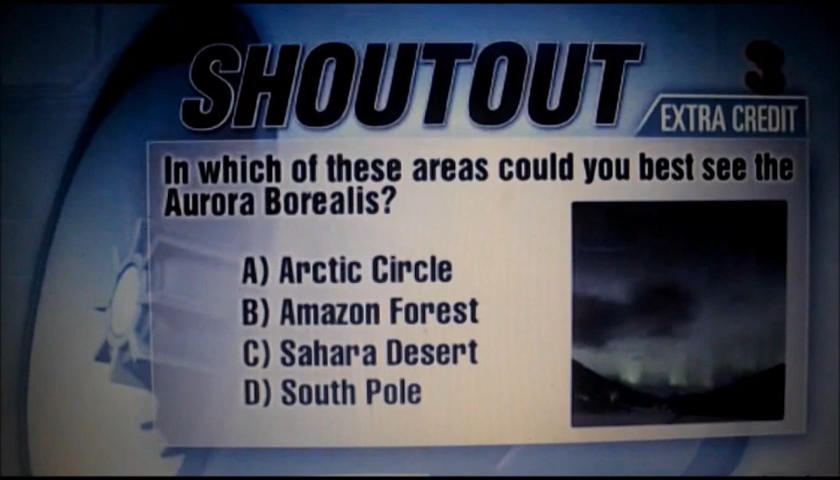 SHOUTOUT
3
EXTRA CREDIT
In which of these areas could you best see the
Aurora Borealis?
A) Arctic Circle
B) Amazon Forest
C) Sahara Desert
D) South Pole